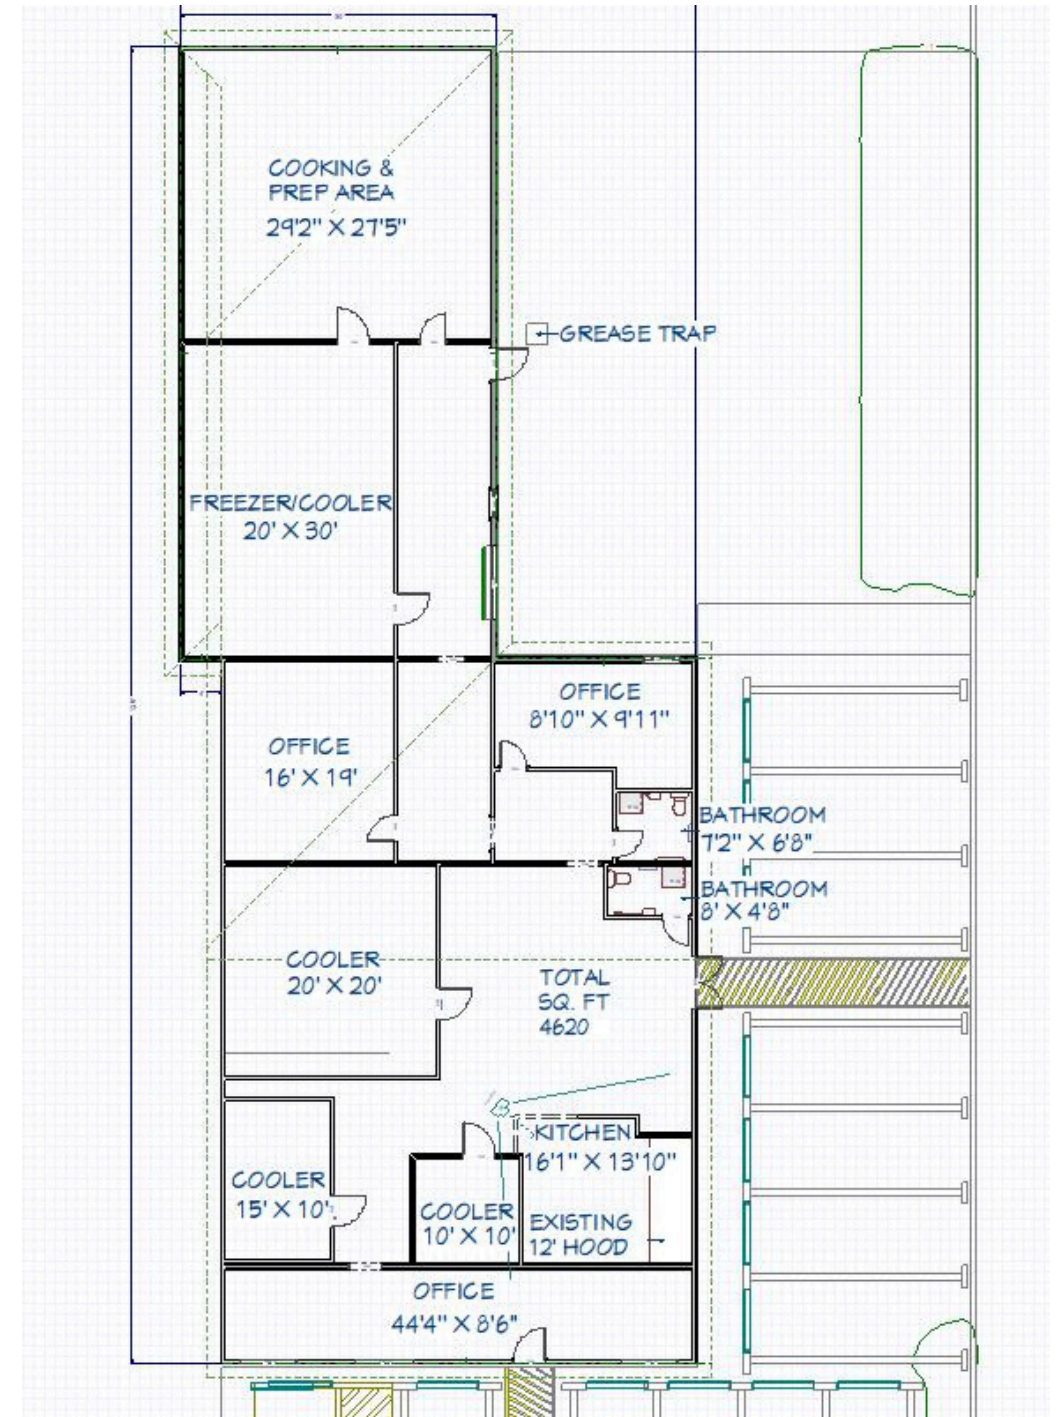 COOKING &
PREP AREA
29'2" X 27'5"
GREASE TRAP
FREEZER/COOLER
20' X 30'
OFFICE
8'10" X 9'11"
OFFICE
16' X 19'
BATHROOM
7'2" X 6'8"
BATHROOM
8' X 4'8"
COOLER
20' X 20'
TOTAL
SQ. FT
4620
KITCHEN
16'1" X 13'10"
COOLER
15' X 10'
COOLER
10' X 10'
EXISTING
12' HOOD
OFFICE
44'4" X 8'6"